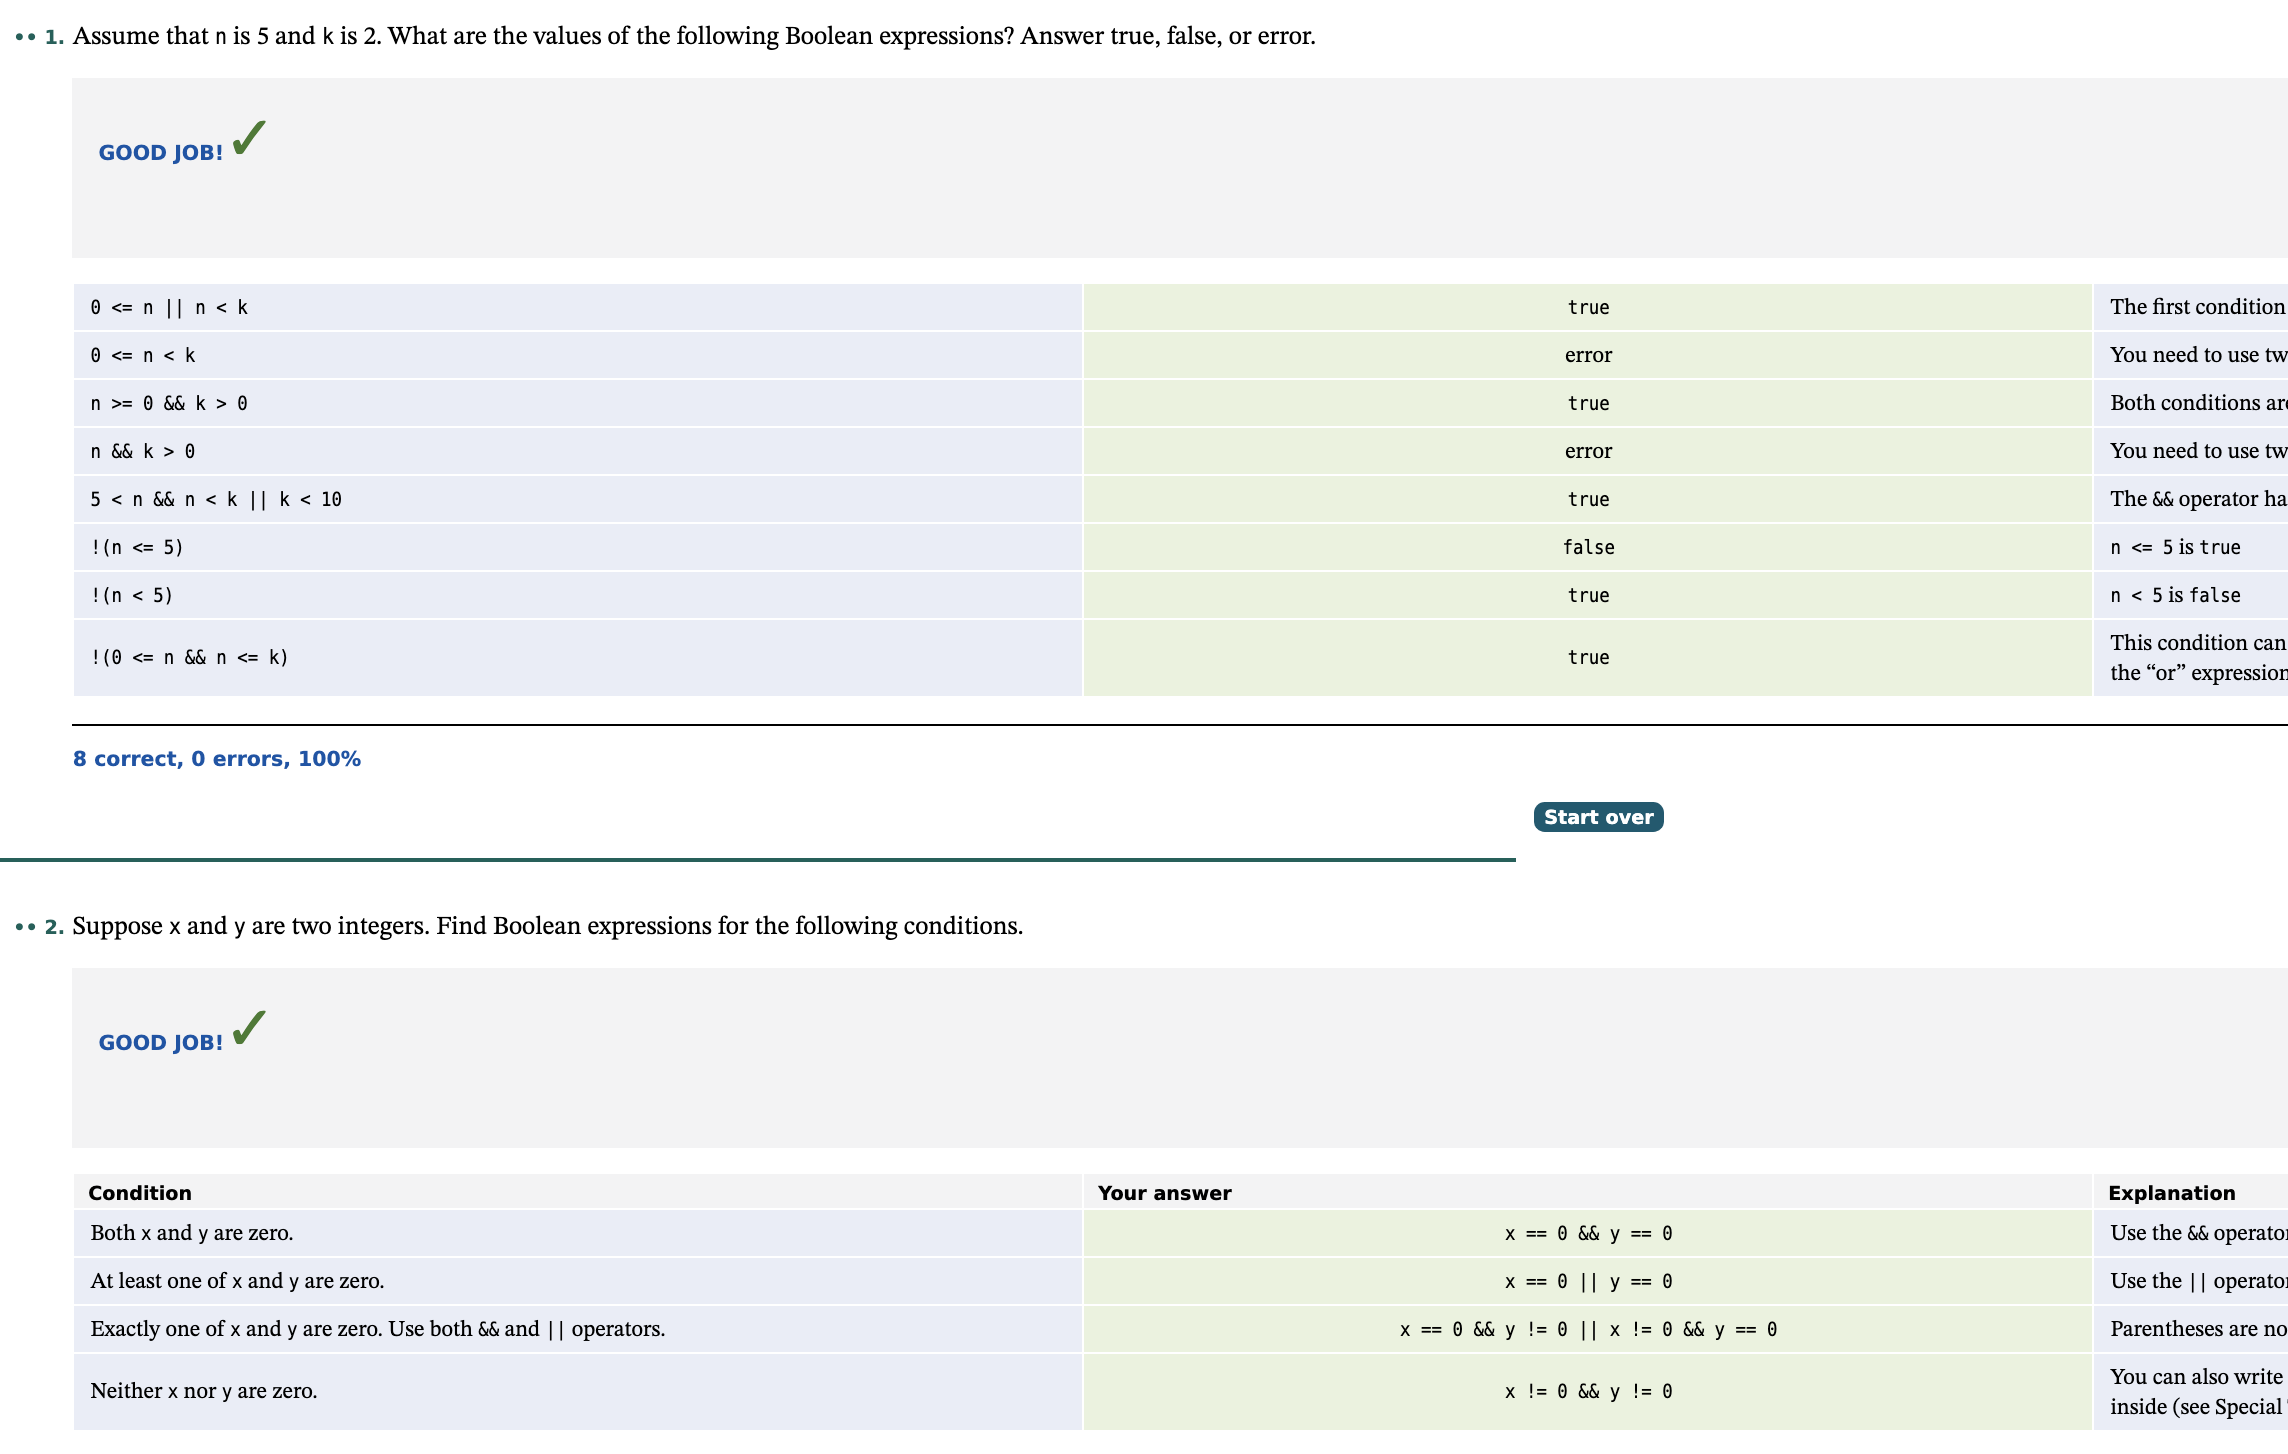 •• 1. Assume that n is 5 and k is 2. What are the values of the following Boolean expressions? Answer true, false, or error.
GOOD JOB! ✓
0 <= n || n < k true The first condition
0 <= n < k error You need to use tw
n >= 0 && k > 0 true Both conditions are
n && k > 0 error You need to use tw
5 < n && n < k || k < 10 true The && operator ha
!(n <= 5) false n <= 5 is true
!(n < 5) true n < 5 is false
!(0 <= n && n <= k) true This condition can
the “or” expression
8 correct, 0 errors, 100%
Start over
•• 2. Suppose x and y are two integers. Find Boolean expressions for the following conditions.
GOOD JOB! ✓
Condition Your answer Explanation
Both x and y are zero. x == 0 && y == 0 Use the && operator
At least one of x and y are zero. x == 0 || y == 0 Use the || operator
Exactly one of x and y are zero. Use both && and || operators. x == 0 && y != 0 || x != 0 && y == 0 Parentheses are no
Neither x nor y are zero. x != 0 && y != 0 You can also write
inside (see Special